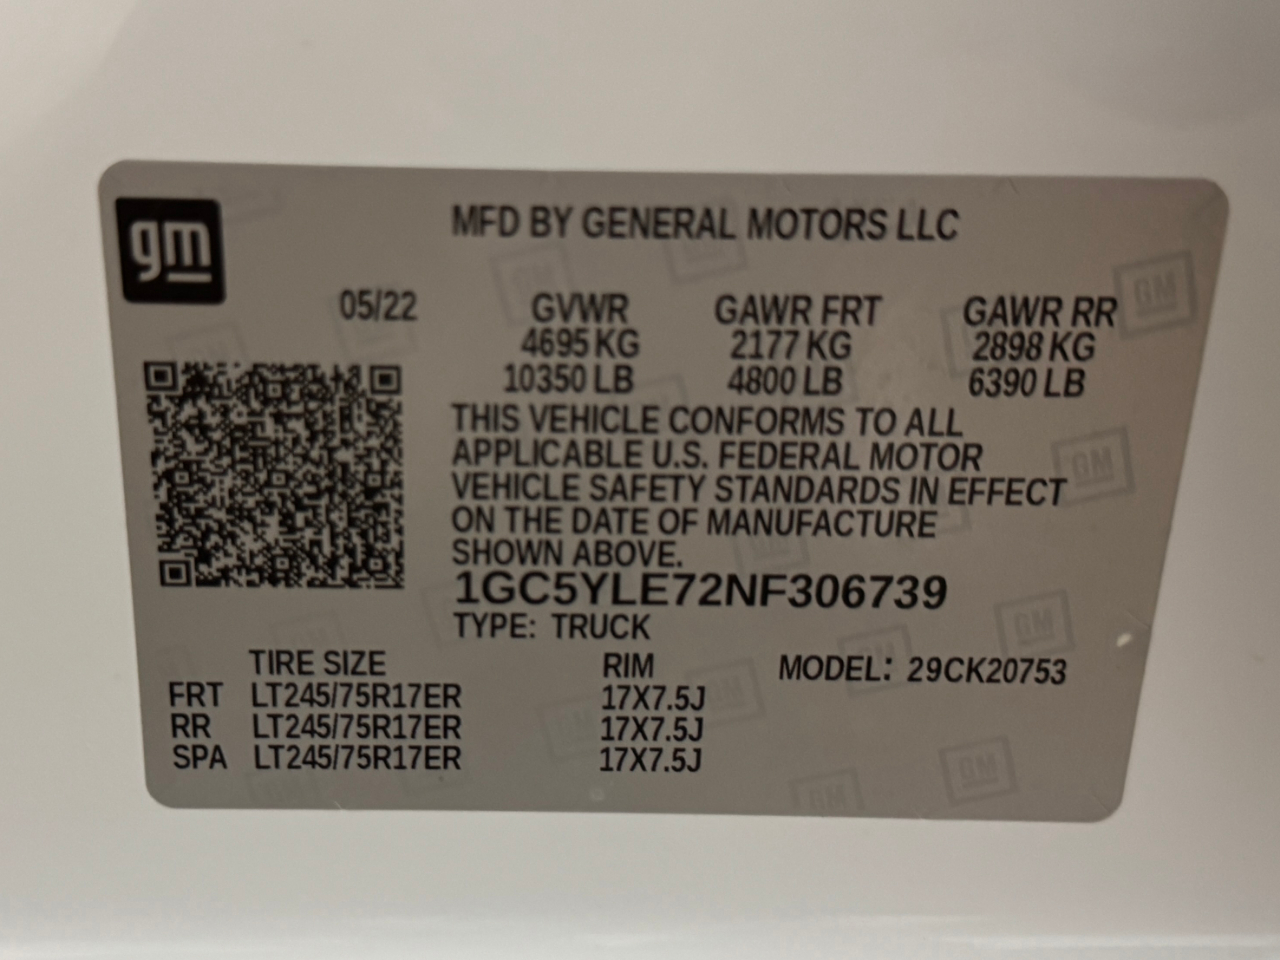 gm
MFD BY GENERAL MOTORS LLC
05/22 GVWR GAWR FRT GAWR RR
4695 KG 2177 KG 2898 KG
10350 LB 4800 LB 6390 LB
THIS VEHICLE CONFORMS TO ALL
APPLICABLE U.S. FEDERAL MOTOR
VEHICLE SAFETY STANDARDS IN EFFECT
ON THE DATE OF MANUFACTURE
SHOWN ABOVE.
1GC5YLE72NF306739
TYPE: TRUCK
TIRE SIZE RIM MODEL: 29CK20753
FRT LT245/75R17ER 17X7.5J
RR LT245/75R17ER 17X7.5J
SPA LT245/75R17ER 17X7.5J